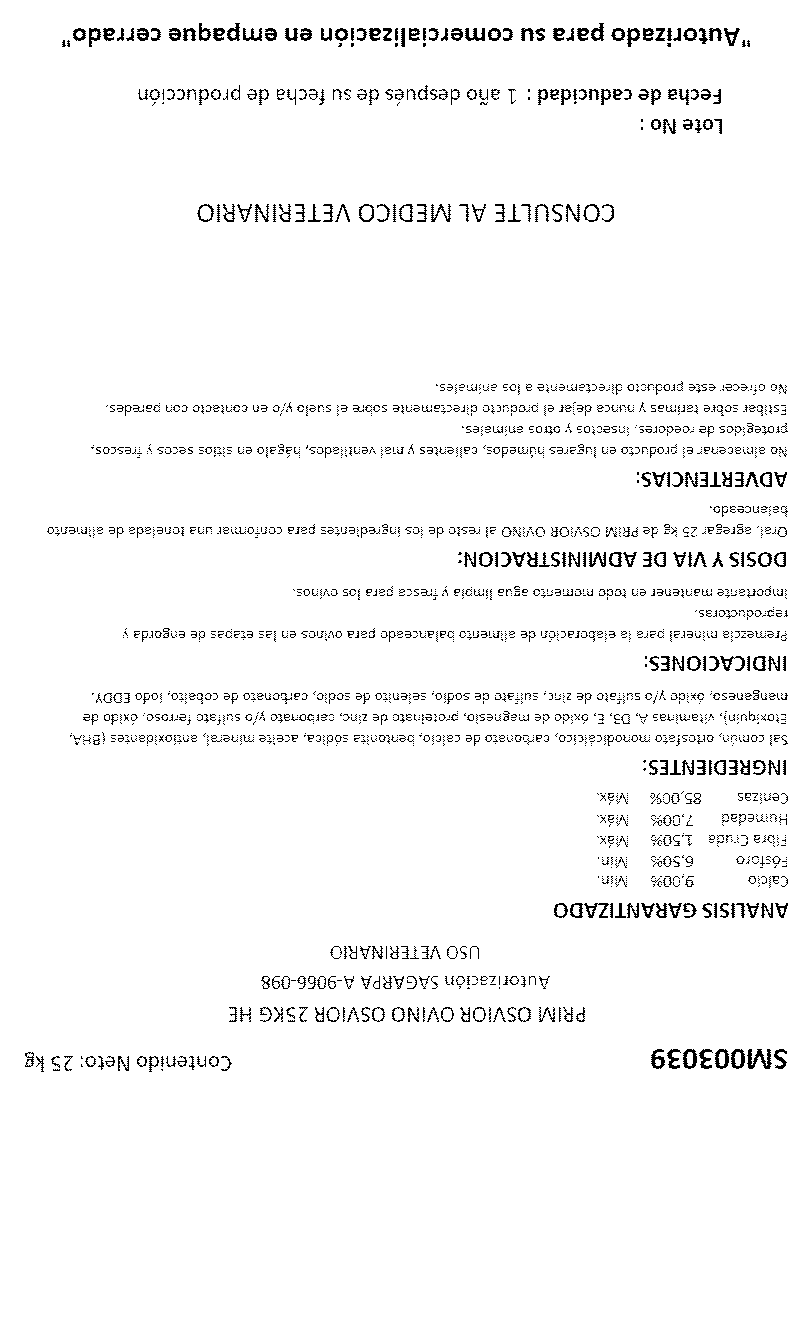 SM003039 Contenido Neto: 25 kg
PRIM OSVIOR OVINO OSVIOR 25KG HE
Autorización SAGARPA A-9066-098
USO VETERINARIO
ANALISIS GARANTIZADO
Calcio 9,00% Min.
Fósforo 6,50% Min.
Fibra Cruda 1,50% Máx.
Humedad 7,00% Máx.
Cenizas 85,00% Máx.
INGREDIENTES:
Sal común, ortofosfato monodicálcico, carbonato de calcio, bentonita sódica, aceite mineral, antioxidantes (BHA,
Etoxiquin), vitaminas A, D3, E, óxido de magnesio, proteinato de zinc, carbonato y/o sulfato ferroso, óxido de
manganeso, óxido y/o sulfato de zinc, sulfato de sodio, selenito de sodio, carbonato de cobalto, Iodo EDDY.
INDICACIONES:
Premezcla mineral para la elaboración de alimento balanceado para ovinos en las etapas de engorda y
reproductoras.
Importante mantener en todo momento agua limpia y fresca para los ovinos.
DOSIS Y VIA DE ADMINISTRACION:
Oral, agregar 25 kg de PRIM OSVIOR OVINO al resto de los ingredientes para conformar una tonelada de alimento
balanceado.
ADVERTENCIAS:
No almacenar el producto en lugares húmedos, calientes y mal ventilados, hágalo en sitios secos y frescos,
protegidos de roedores, insectos y otros animales.
Estibar sobre tarimas y nunca dejar el producto directamente sobre el suelo y/o en contacto con paredes.
No ofrecer este producto directamente a los animales.
CONSULTE AL MEDICO VETERINARIO
Lote No :
Fecha de caducidad : 1 año después de su fecha de producción
"Autorizado para su comercialización en empaque cerrado"